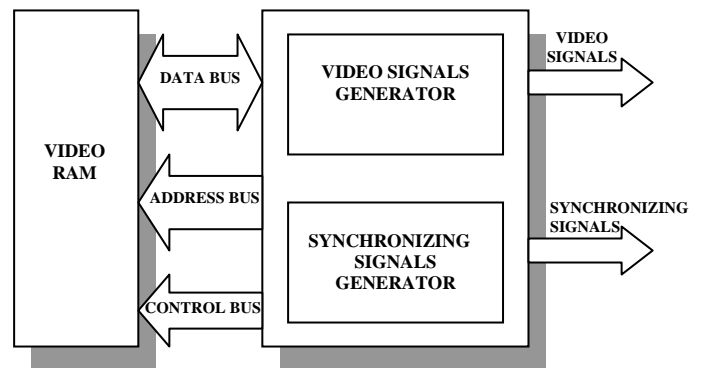 VIDEO
RAM
DATA BUS
ADDRESS BUS
CONTROL BUS
VIDEO SIGNALS
GENERATOR
SYNCHRONIZING
SIGNALS
GENERATOR
VIDEO
SIGNALS
SYNCHRONIZING
SIGNALS